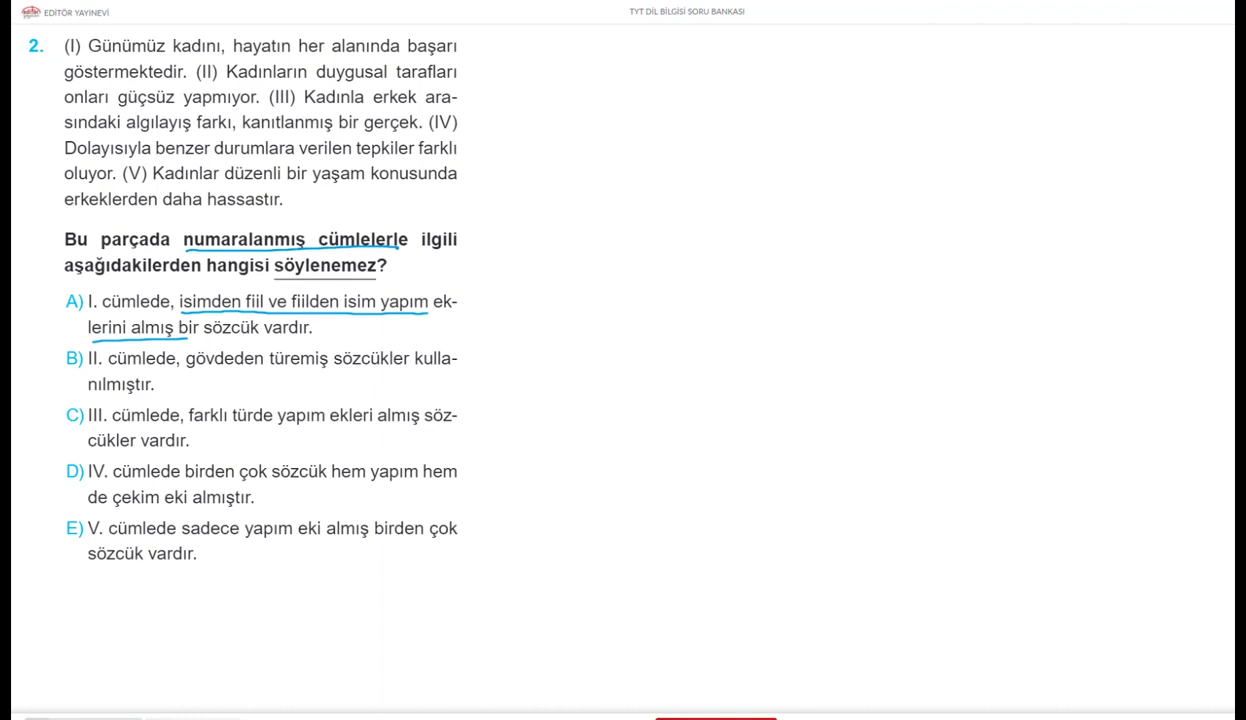 EDİTÖR YAYINEVİ
TYT DİL BİLGİSİ SORU BANKASI
2. (I) Günümüz kadını, hayatın her alanında başarı
göstermektedir. (II) Kadınların duygusal tarafları
onları güçsüz yapmıyor. (III) Kadınla erkek ara-
sındaki algılayış farkı, kanıtlanmış bir gerçek. (IV)
Dolayısıyla benzer durumlara verilen tepkiler farklı
oluyor. (V) Kadınlar düzenli bir yaşam konusunda
erkeklerden daha hassastır.
Bu parçada numaralanmış cümlelerle ilgili
aşağıdakilerden hangisi söylenemez?
A) I. cümlede, isimden fiil ve fiilden isim yapım ek-
lerini almış bir sözcük vardır.
B) II. cümlede, gövdeden türemiş sözcükler kulla-
nılmıştır.
C) III. cümlede, farklı türde yapım ekleri almış söz-
cükler vardır.
D) IV. cümlede birden çok sözcük hem yapım hem
de çekim eki almıştır.
E) V. cümlede sadece yapım eki almış birden çok
sözcük vardır.